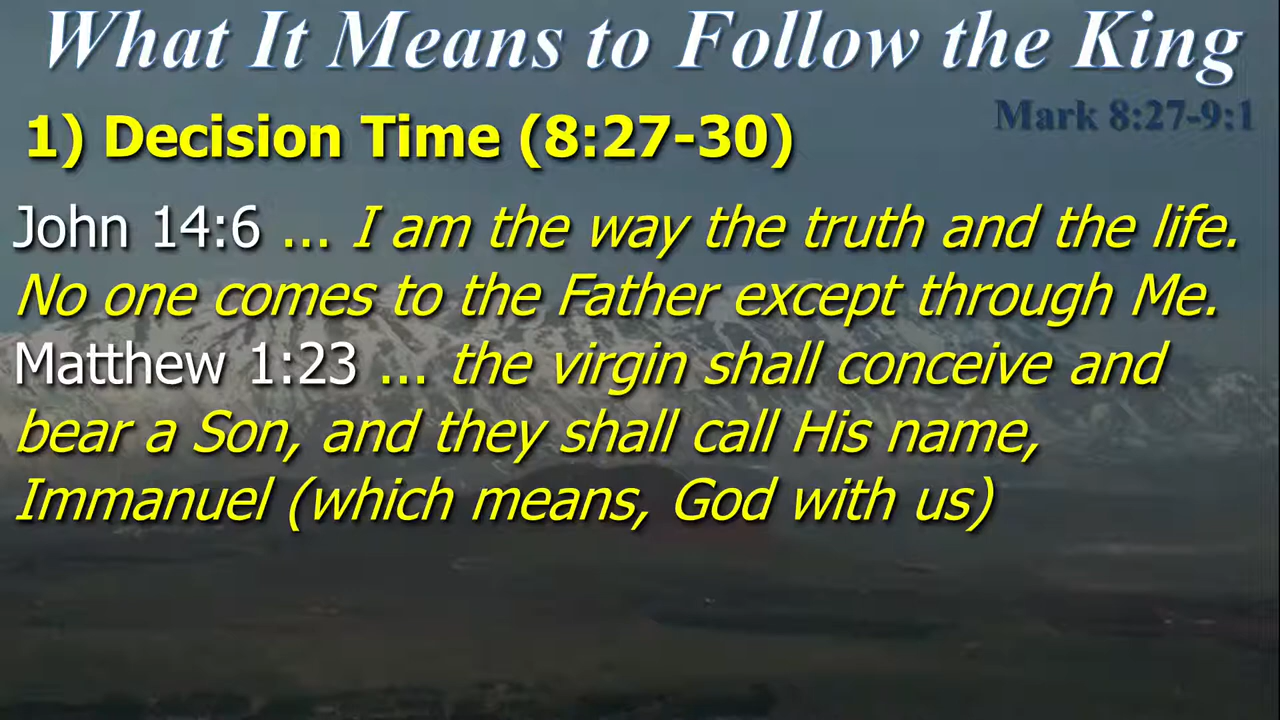 What It Means to Follow the King
Mark 8:27-9:1
1) Decision Time (8:27-30)
John 14:6 ... I am the way the truth and the life.
No one comes to the Father except through Me.
Matthew 1:23 ... the virgin shall conceive and
bear a Son, and they shall call His name,
Immanuel (which means, God with us)